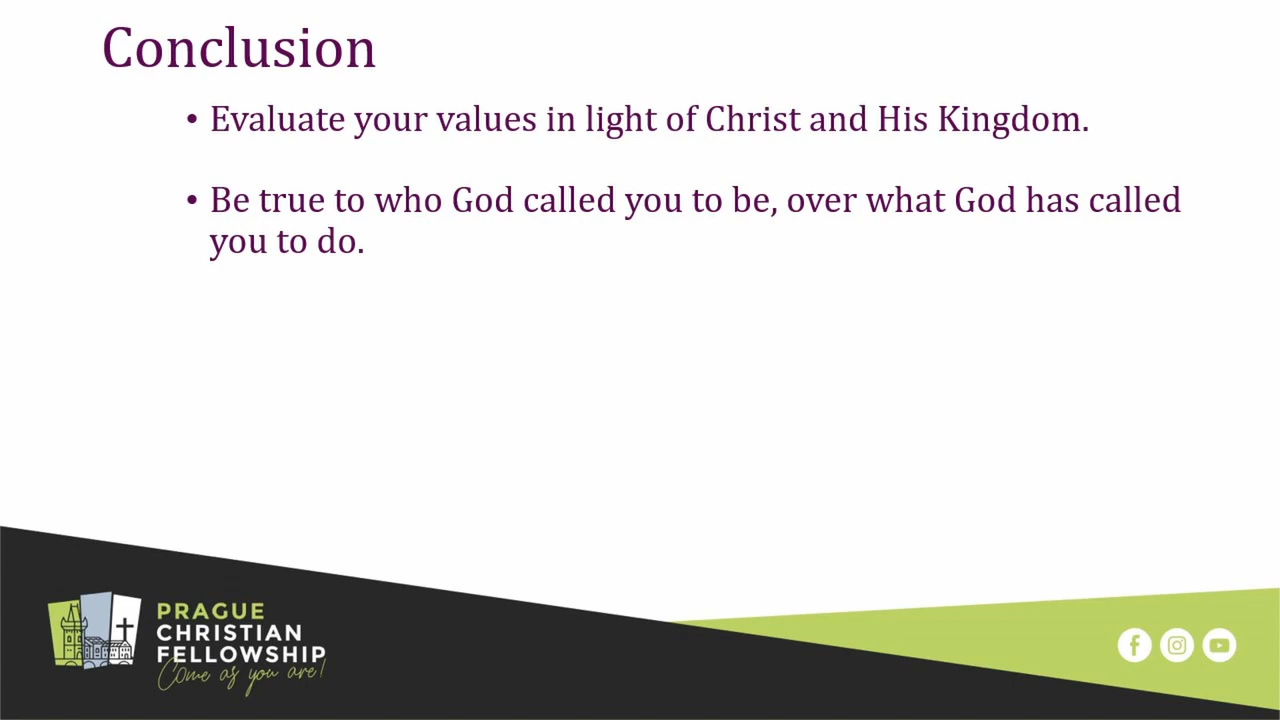 Conclusion
• Evaluate your values in light of Christ and His Kingdom.
• Be true to who God called you to be, over what God has called
you to do.
PRAGUE
CHRISTIAN
FELLOWSHIP
Come as you are!